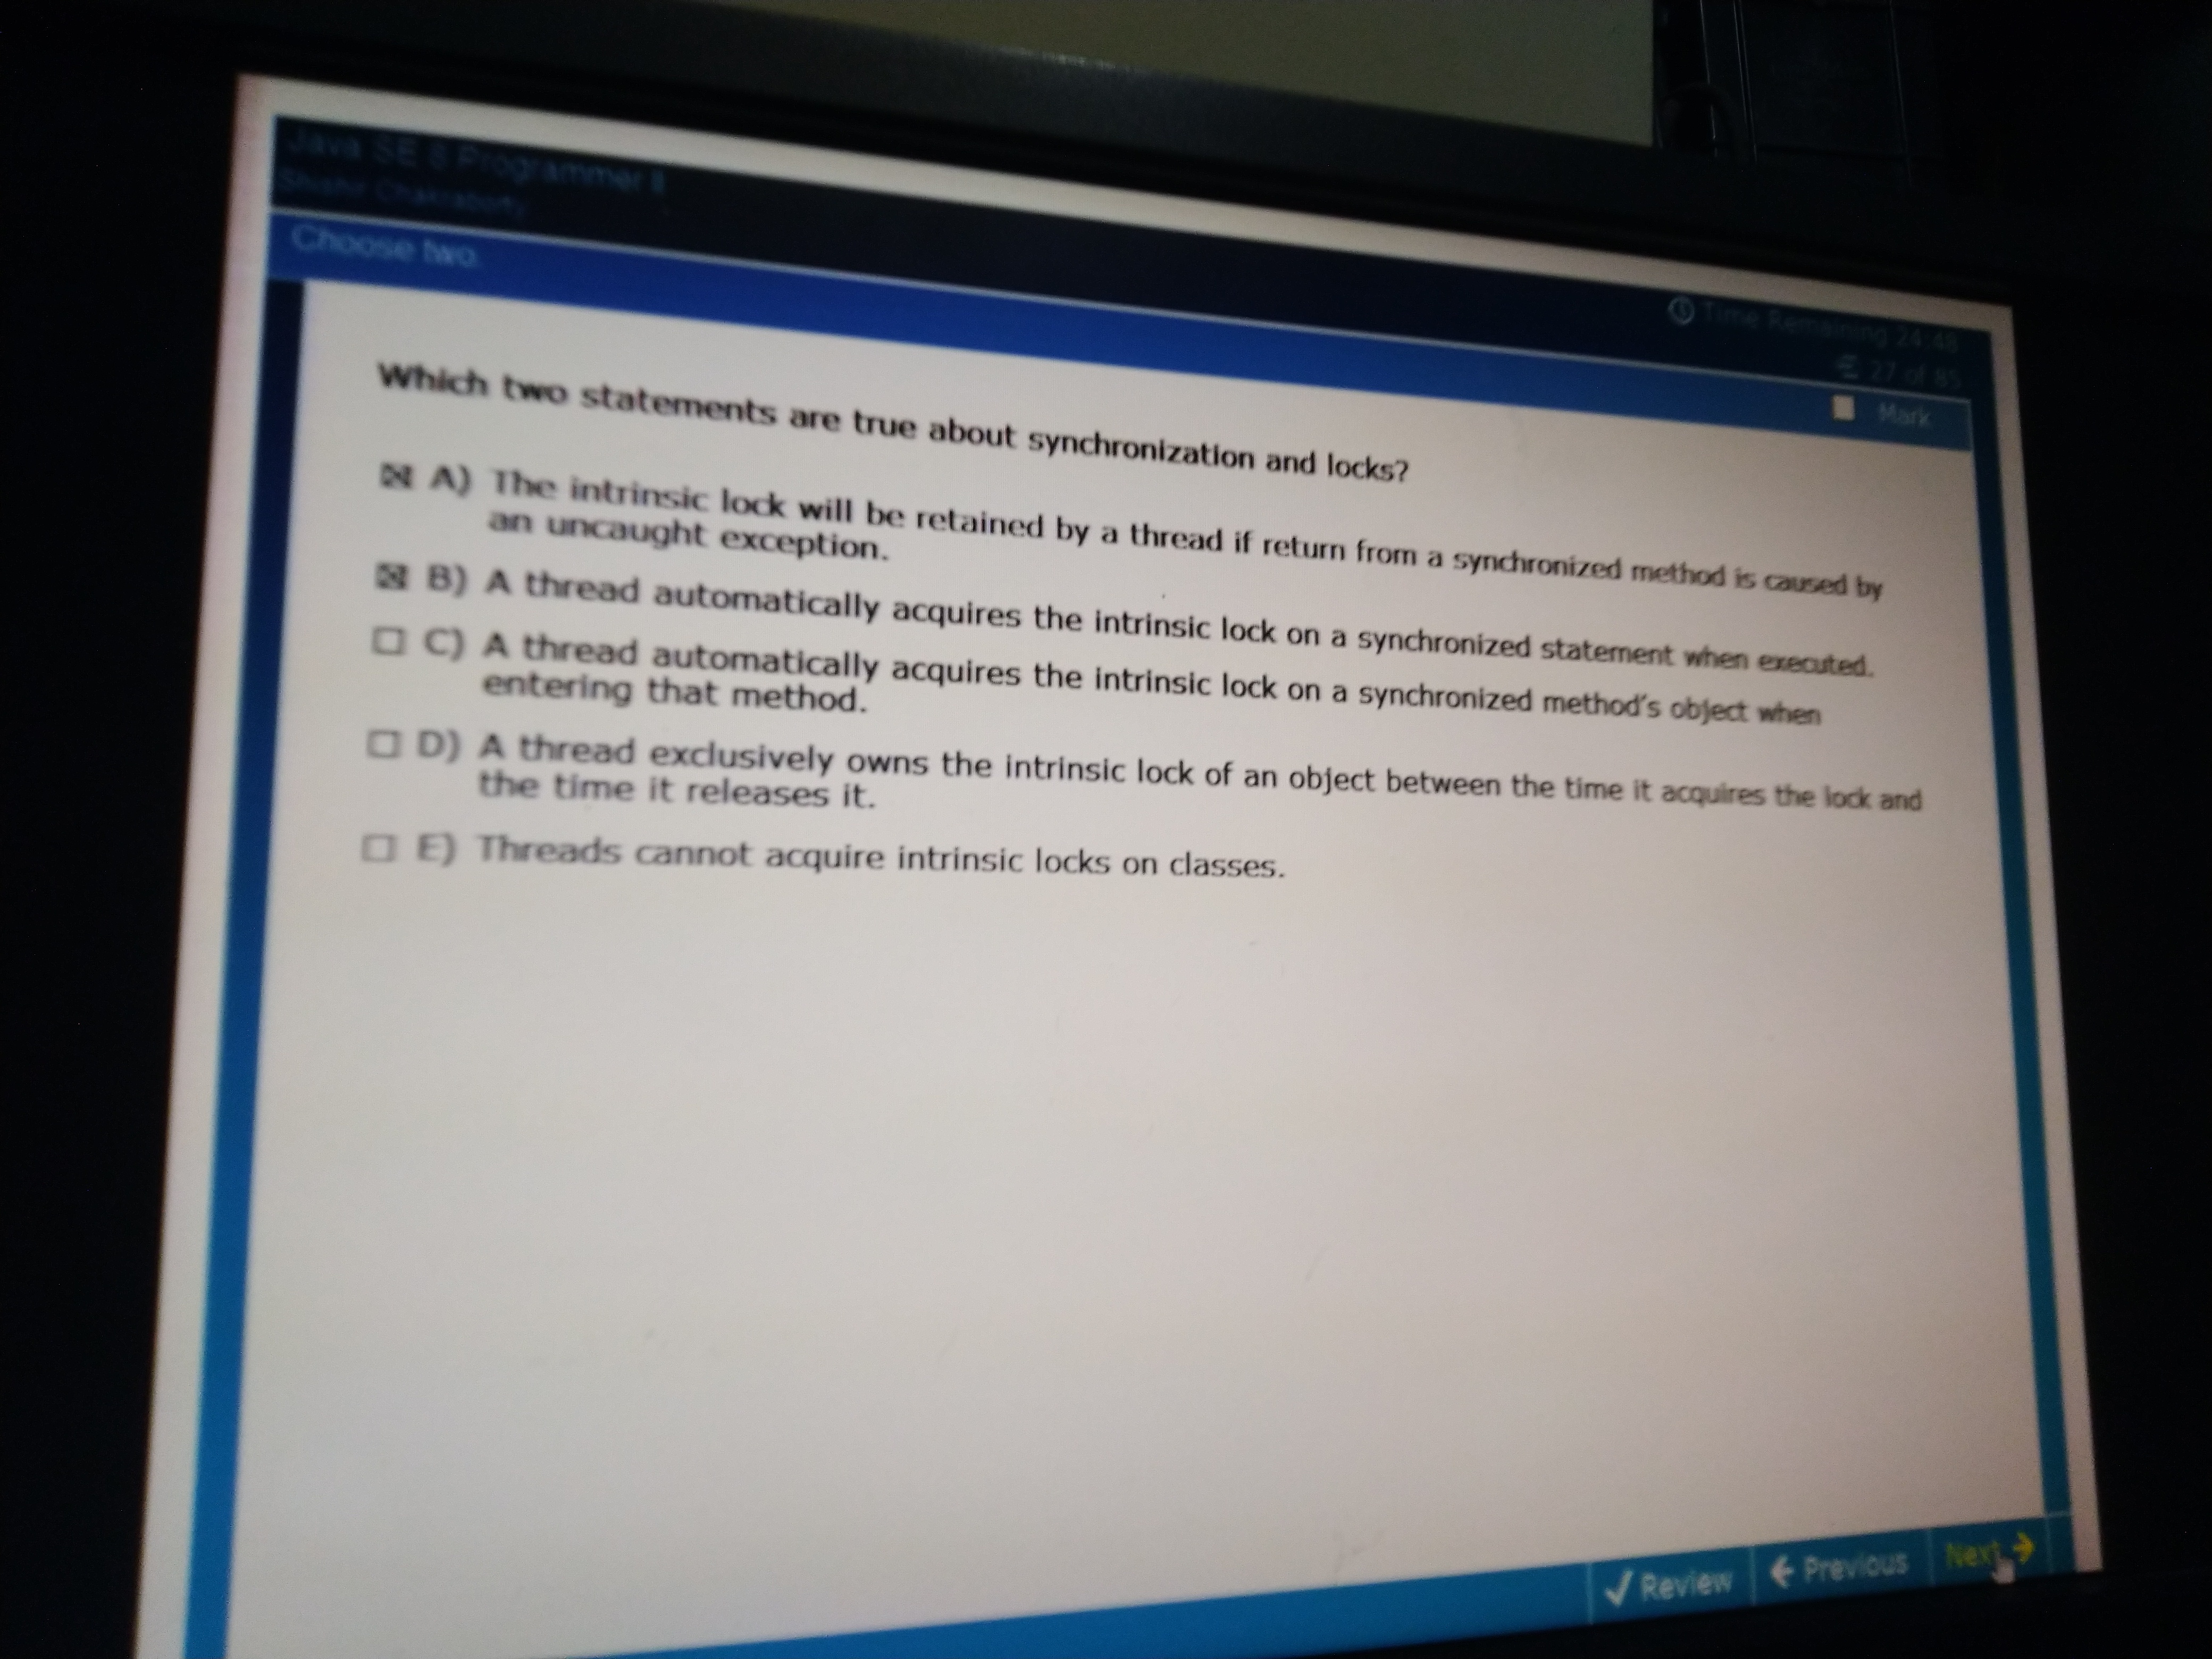 Java SE 8 Programmer II
Choose two.
Time Remaining 24:48
27 of 85
Mark
Which two statements are true about synchronization and locks?
A) The intrinsic lock will be retained by a thread if return from a synchronized method is caused by
an uncaught exception.
B) A thread automatically acquires the intrinsic lock on a synchronized statement when executed.
C) A thread automatically acquires the intrinsic lock on a synchronized method's object when
entering that method.
D) A thread exclusively owns the intrinsic lock of an object between the time it acquires the lock and
the time it releases it.
E) Threads cannot acquire intrinsic locks on classes.
Review
Previous
Next